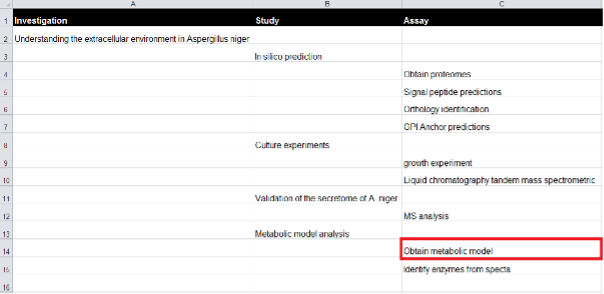 A B C
1 Investigation Study Assay
2 Understanding the extracellular environment in Aspergillus niger
3 In silico prediction
4 Obtain proteomes
5 Signal peptide predictions
6 Orthology identification
7 GPI Anchor predictions
8 Culture experiments
9 growth experiment
10 Liquid chromatography tandem mass spectrometric
11 Validation of the secretome of A. niger
12 MS analysis
13 Metabolic model analysis
14 Obtain metabolic model
15 Identify enzymes from specta
16